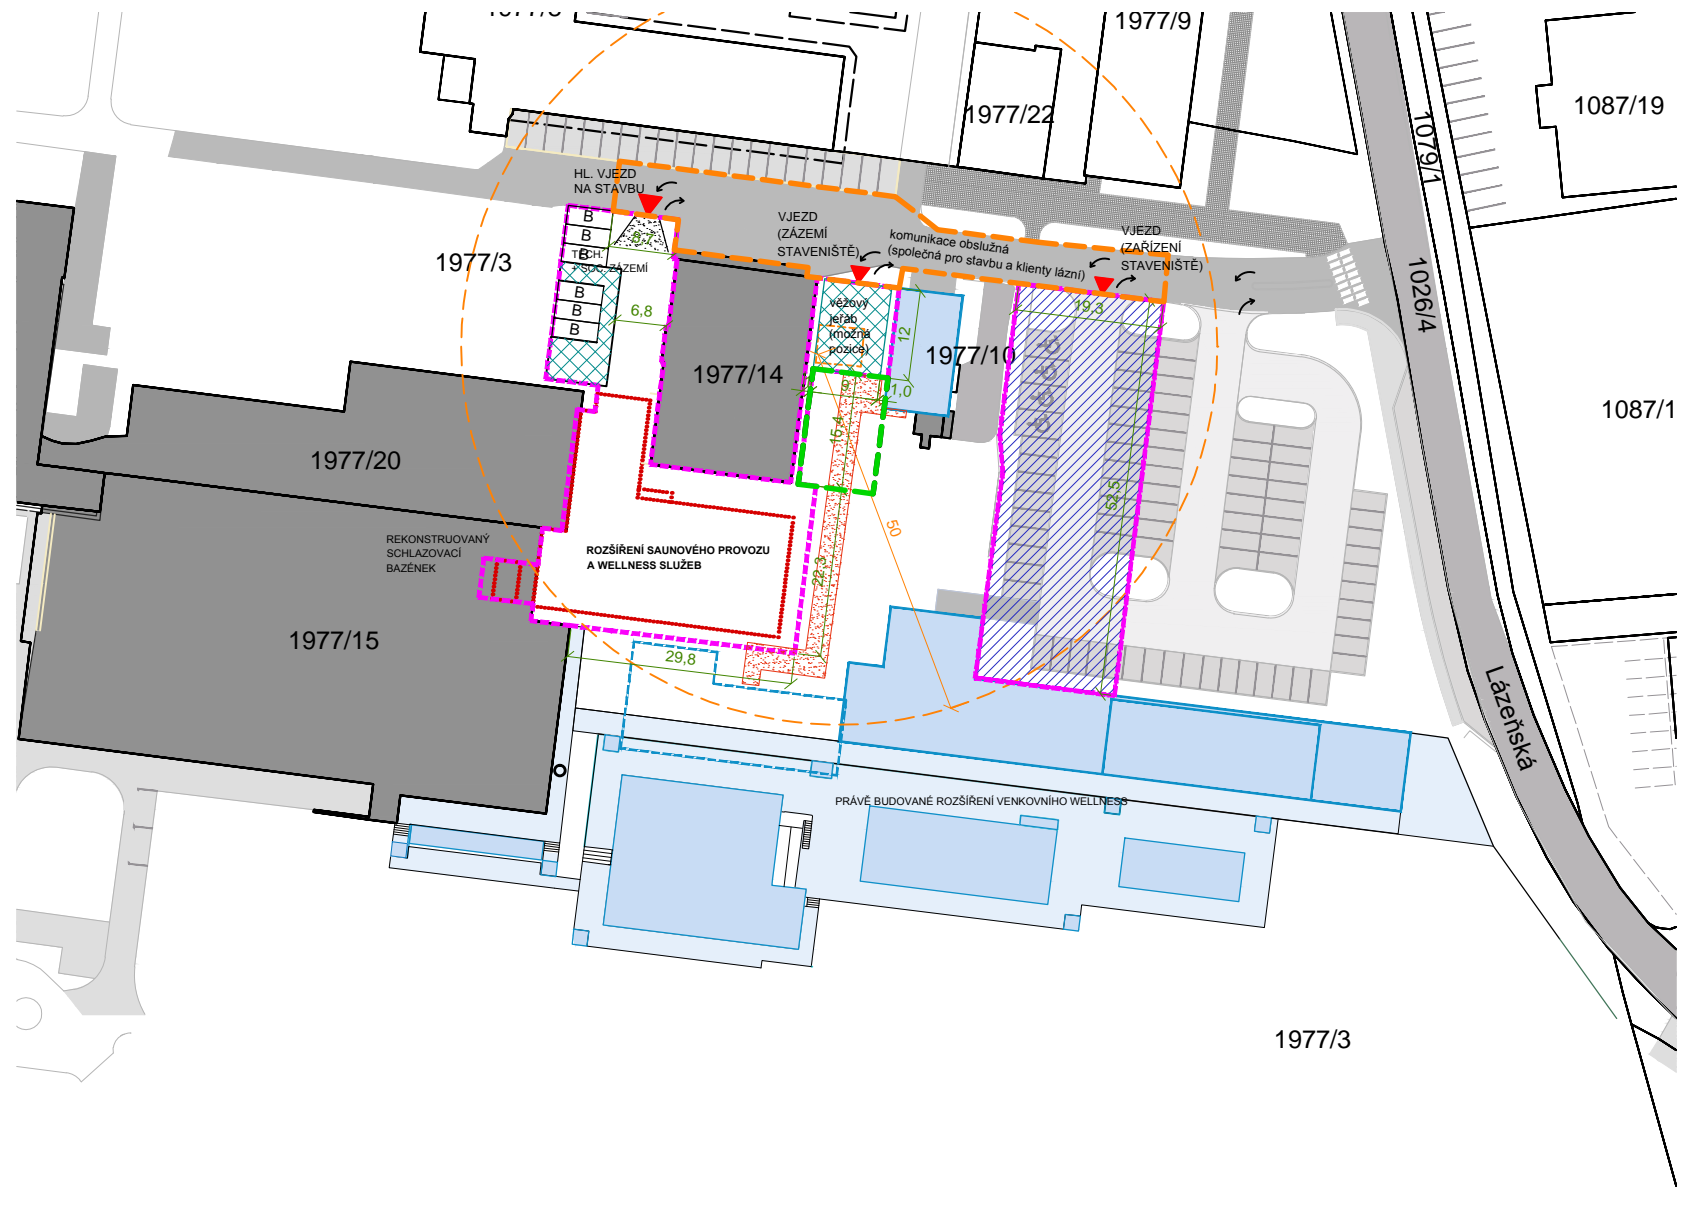 1977/9
1977/22
1087/19
1079/1
HL. VJEZD
NA STAVBU
VJEZD
(ZÁZEMÍ
STAVENIŠTĚ)
komunikace obslužná
(společná pro stavbu a klienty lázní)
VJEZD
(ZAŘÍZENÍ
STAVENIŠTĚ)
B
B
B
5,7
TECH.
+ SOC. ZÁZEMÍ
1977/3
B
B
B
6,8
věžový
jeřáb
(možná
pozice)
12
19,3
1026/4
1977/10
1977/14
9
1,0
15,4
1087/1
1977/20
52,5
50
REKONSTRUOVANÝ
SCHLAZOVACÍ
BAZÉNEK
ROZŠÍŘENÍ SAUNOVÉHO PROVOZU
A WELLNESS SLUŽEB
22,3
1977/15
29,8
Lázeňská
PRÁVĚ BUDOVANÉ ROZŠÍŘENÍ VENKOVNÍHO WELLNESS
1977/3